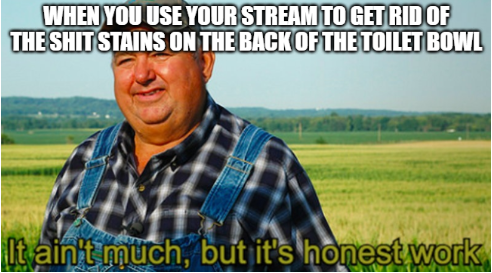 WHEN YOU USE YOUR STREAM TO GET RID OF
THE SHIT STAINS ON THE BACK OF THE TOILET BOWL
It ain't much, but it's honest work